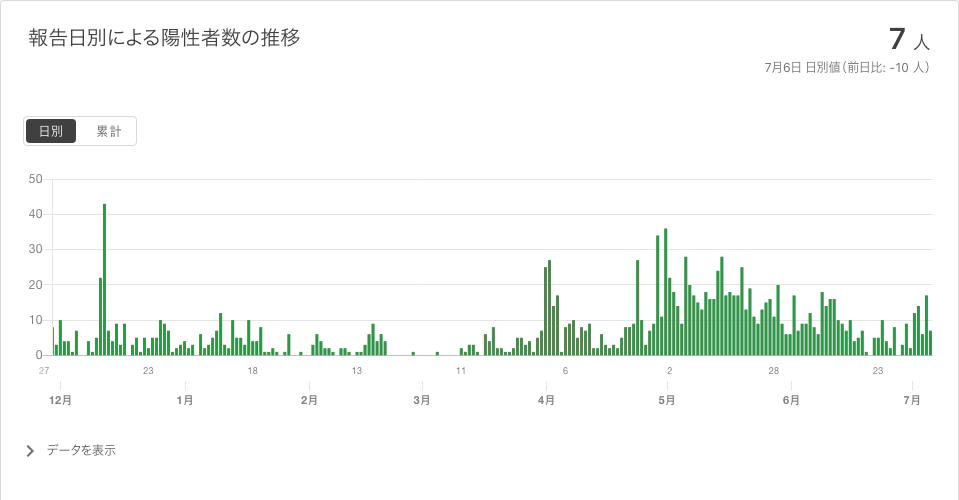 報告日別による陽性者数の推移
7 人
7月6日 日別値（前日比: -10 人）
日別 累計
50
40
30
20
10
0
27 23 18 13 11 6 2 28 23
12月 1月 2月 3月 4月 5月 6月 7月
データを表示